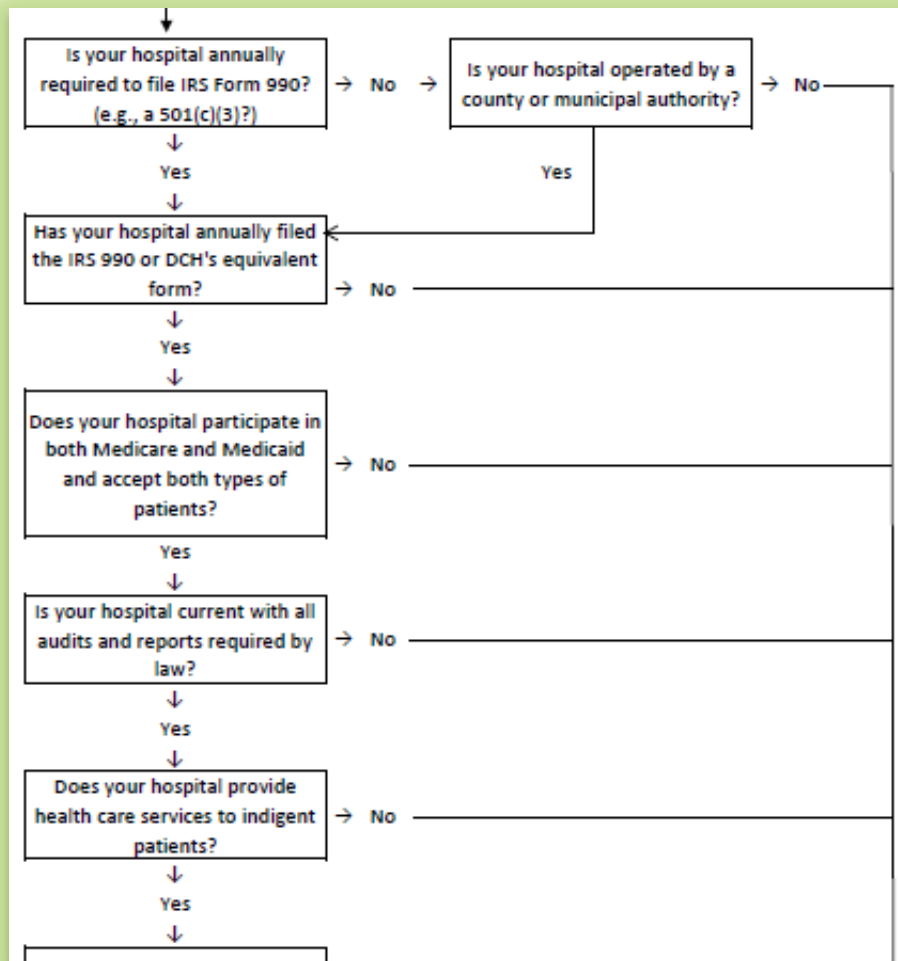 Is your hospital annually
required to file IRS Form 990?
(e.g., a 501(c)(3)?)
→ No →
Is your hospital operated by a
county or municipal authority?
→ No
↓
Yes
↓
Yes
Has your hospital annually filed
the IRS 990 or DCH's equivalent
form?
→ No
↓
Yes
↓
Does your hospital participate in
both Medicare and Medicaid
and accept both types of
patients?
→ No
Yes
↓
Is your hospital current with all
audits and reports required by
law?
→ No
↓
Yes
↓
Does your hospital provide
health care services to indigent
patients?
→ No
↓
Yes
↓